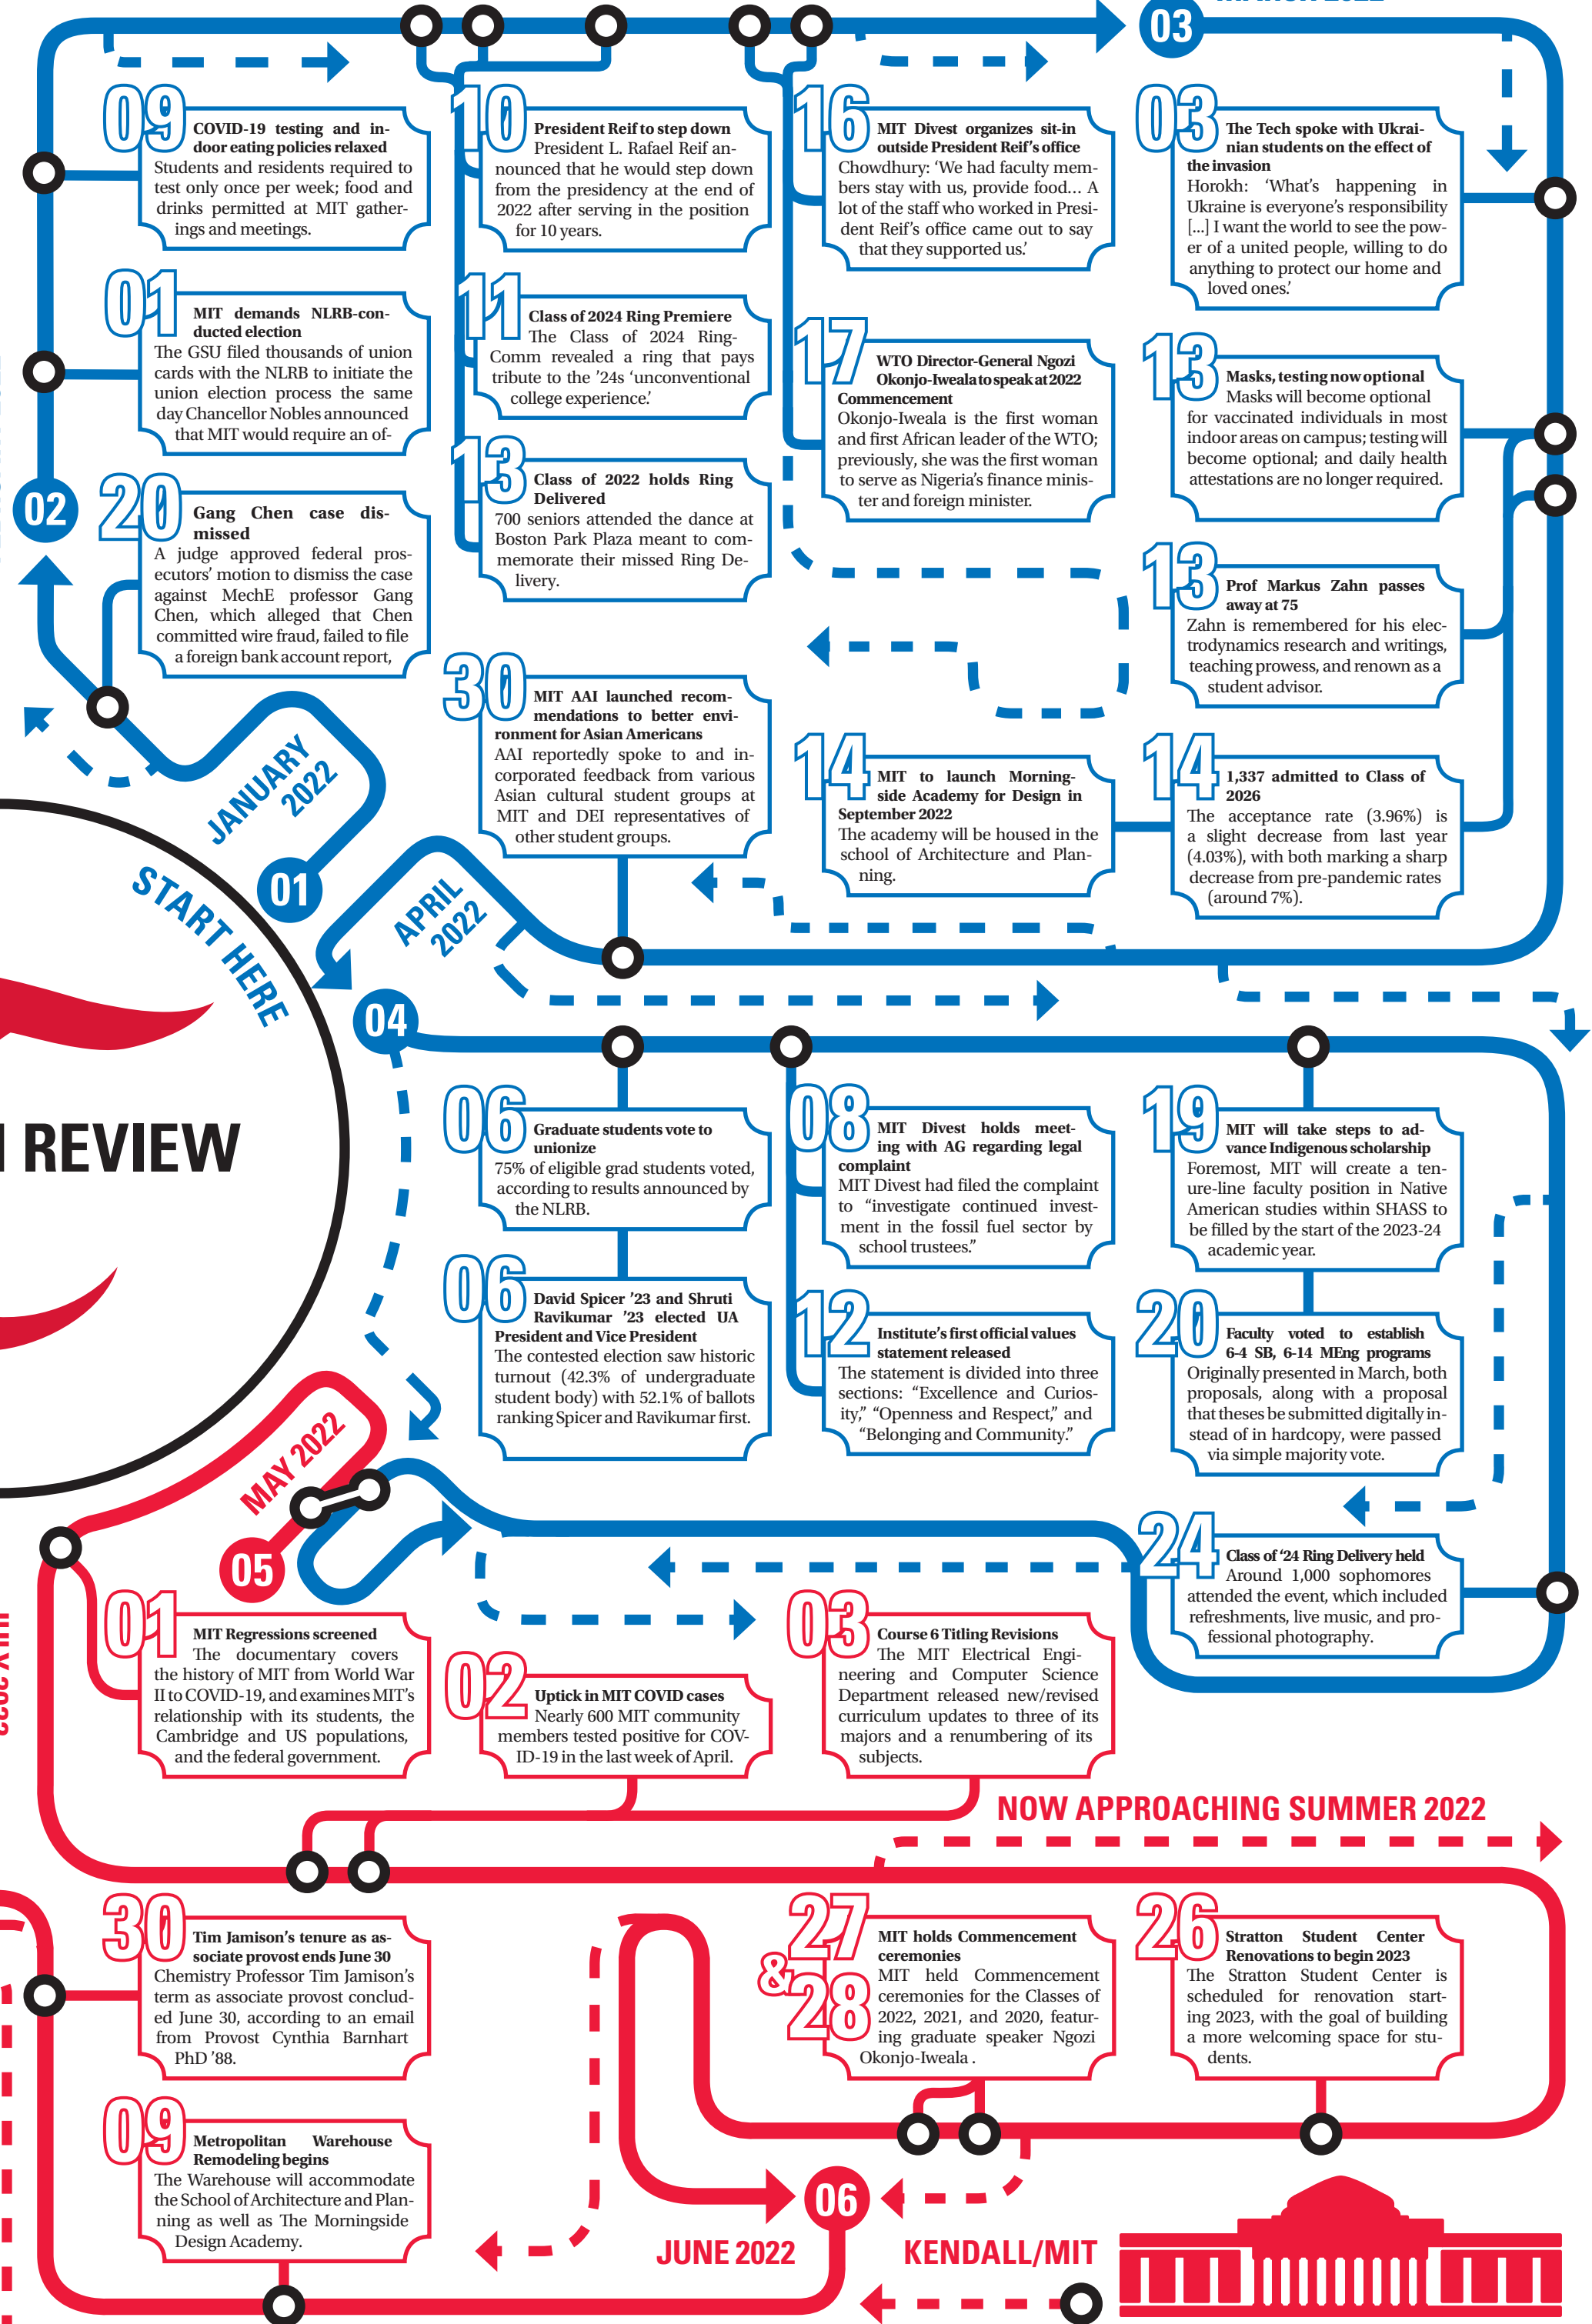 03
09
COVID-19 testing and in-
door eating policies relaxed
Students and residents required to
test only once per week; food and
drinks permitted at MIT gather-
ings and meetings.
01
MIT demands NLRB-con-
ducted election
The GSU filed thousands of union
cards with the NLRB to initiate the
union election process the same
day Chancellor Nobles announced
that MIT would require an of-
02
20
Gang Chen case dis-
missed
A judge approved federal pros-
ecutors' motion to dismiss the case
against MechE professor Gang
Chen, which alleged that Chen
committed wire fraud, failed to file
a foreign bank account report,
10
President Reif to step down
President L. Rafael Reif an-
nounced that he would step down
from the presidency at the end of
2022 after serving in the position
for 10 years.
11
Class of 2024 Ring Premiere
The Class of 2024 Ring-
Comm revealed a ring that pays
tribute to the '24s 'unconventional
college experience.'
13
Class of 2022 holds Ring
Delivered
700 seniors attended the dance at
Boston Park Plaza meant to com-
memorate their missed Ring De-
livery.
16
MIT Divest organizes sit-in
outside President Reif's office
Chowdhury: 'We had faculty mem-
bers stay with us, provide food... A
lot of the staff who worked in Presi-
dent Reif's office came out to say
that they supported us.'
17
WTO Director-General Ngozi
Okonjo-Iweala to speak at 2022
Commencement
Okonjo-Iweala is the first woman
and first African leader of the WTO;
previously, she was the first woman
to serve as Nigeria's finance minis-
ter and foreign minister.
03
The Tech spoke with Ukrai-
nian students on the effect of
the invasion
Horokh: 'What's happening in
Ukraine is everyone's responsibility
[...] I want the world to see the pow-
er of a united people, willing to do
anything to protect our home and
loved ones.'
13
Masks, testing now optional
Masks will become optional
for vaccinated individuals in most
indoor areas on campus; testing will
become optional; and daily health
attestations are no longer required.
13
Prof Markus Zahn passes
away at 75
Zahn is remembered for his elec-
trodynamics research and writings,
teaching prowess, and renown as a
student advisor.
30
MIT AAI launched recom-
mendations to better envi-
ronment for Asian Americans
AAI reportedly spoke to and in-
corporated feedback from various
Asian cultural student groups at
MIT and DEI representatives of
other student groups.
14
MIT to launch Morning-
side Academy for Design in
September 2022
The academy will be housed in the
school of Architecture and Plan-
ning.
14
1,337 admitted to Class of
2026
The acceptance rate (3.96%) is
a slight decrease from last year
(4.03%), with both marking a sharp
decrease from pre-pandemic rates
(around 7%).
JANUARY
2022
01
START HERE
APRIL
2022
04
REVIEW
06
Graduate students vote to
unionize
75% of eligible grad students voted,
according to results announced by
the NLRB.
06
David Spicer '23 and Shruti
Ravikumar '23 elected UA
President and Vice President
The contested election saw historic
turnout (42.3% of undergraduate
student body) with 52.1% of ballots
ranking Spicer and Ravikumar first.
08
MIT Divest holds meet-
ing with AG regarding legal
complaint
MIT Divest had filed the complaint
to "investigate continued invest-
ment in the fossil fuel sector by
school trustees."
12
Institute's first official values
statement released
The statement is divided into three
sections: "Excellence and Curios-
ity," "Openness and Respect," and
"Belonging and Community."
19
MIT will take steps to ad-
vance Indigenous scholarship
Foremost, MIT will create a ten-
ure-line faculty position in Native
American studies within SHASS to
be filled by the start of the 2023-24
academic year.
20
Faculty voted to establish
6-4 SB, 6-14 MEng programs
Originally presented in March, both
proposals, along with a proposal
that theses be submitted digitally in-
stead of in hardcopy, were passed
via simple majority vote.
24
Class of '24 Ring Delivery held
Around 1,000 sophomores
attended the event, which included
refreshments, live music, and pro-
fessional photography.
MAY 2022
05
01
MIT Regressions screened
The documentary covers
the history of MIT from World War
II to COVID-19, and examines MIT's
relationship with its students, the
Cambridge and US populations,
and the federal government.
02
Uptick in MIT COVID cases
Nearly 600 MIT community
members tested positive for COV-
ID-19 in the last week of April.
03
Course 6 Titling Revisions
The MIT Electrical Engi-
neering and Computer Science
Department released new/revised
curriculum updates to three of its
majors and a renumbering of its
subjects.
NOW APPROACHING SUMMER 2022
30
Tim Jamison's tenure as as-
sociate provost ends June 30
Chemistry Professor Tim Jamison's
term as associate provost conclud-
ed June 30, according to an email
from Provost Cynthia Barnhart
PhD '88.
09
Metropolitan Warehouse
Remodeling begins
The Warehouse will accommodate
the School of Architecture and Plan-
ning as well as The Morningside
Design Academy.
27
&
28
MIT holds Commencement
ceremonies
MIT held Commencement
ceremonies for the Classes of
2022, 2021, and 2020, featur-
ing graduate speaker Ngozi
Okonjo-Iweala .
26
Stratton Student Center
Renovations to begin 2023
The Stratton Student Center is
scheduled for renovation start-
ing 2023, with the goal of building
a more welcoming space for stu-
dents.
06
JUNE 2022
KENDALL/MIT